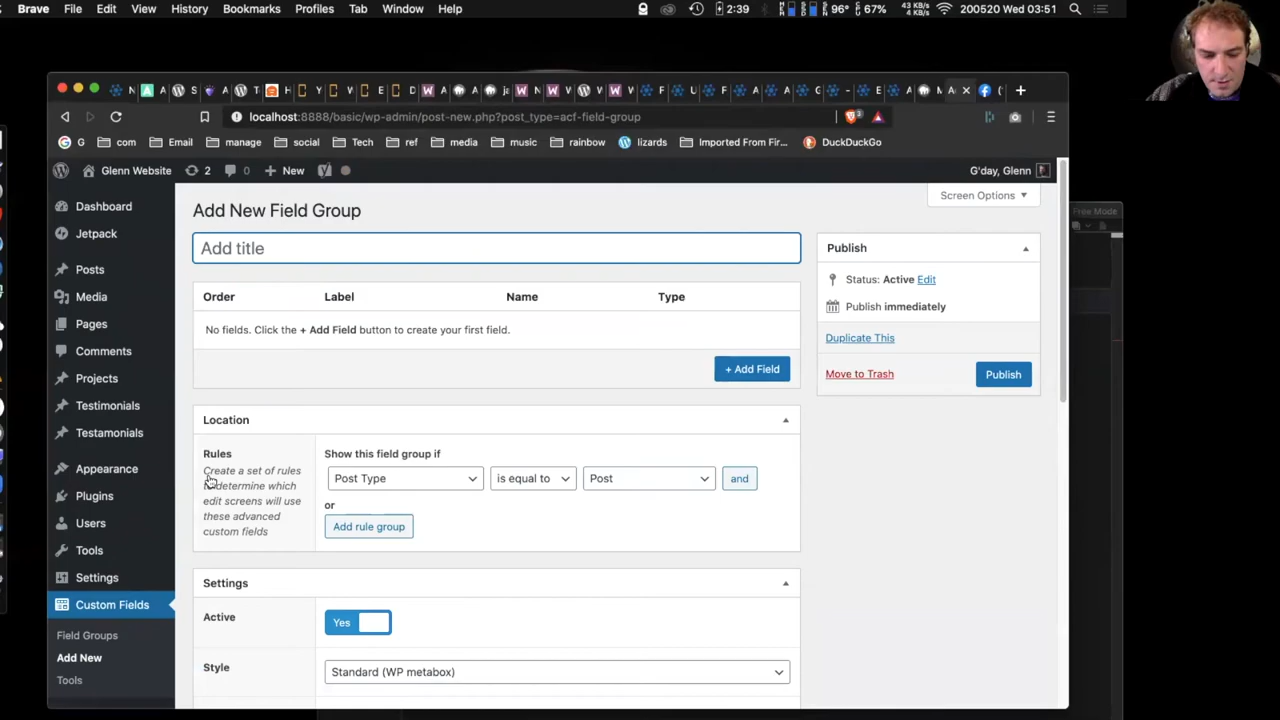 Brave File Edit View History Bookmarks Profiles Tab Window Help 2:39 96° 67% 43 KB 4 KB/s 200520 Wed 03:51
localhost:8888/basic/wp-admin/post-new.php?post_type=acf-field-group
G com Email manage social Tech ref media music rainbow lizards Imported From Fir... DuckDuckGo
Glenn Website 2 0 New G'day, Glenn
Screen Options
Dashboard
Jetpack
Posts
Media
Pages
Comments
Projects
Testimonials
Testamonials
Appearance
Plugins
Users
Tools
Settings
Custom Fields
Field Groups
Add New
Tools
Add New Field Group
Add title
Order Label Name Type
No fields. Click the + Add Field button to create your first field.
+ Add Field
Location
Rules
Create a set of rules
determine which
edit screens will use
these advanced
custom fields
Show this field group if
Post Type is equal to Post and
or
Add rule group
Settings
Active Yes
Style Standard (WP metabox)
Publish
Status: Active Edit
Publish immediately
Duplicate This
Move to Trash Publish
Free Mode